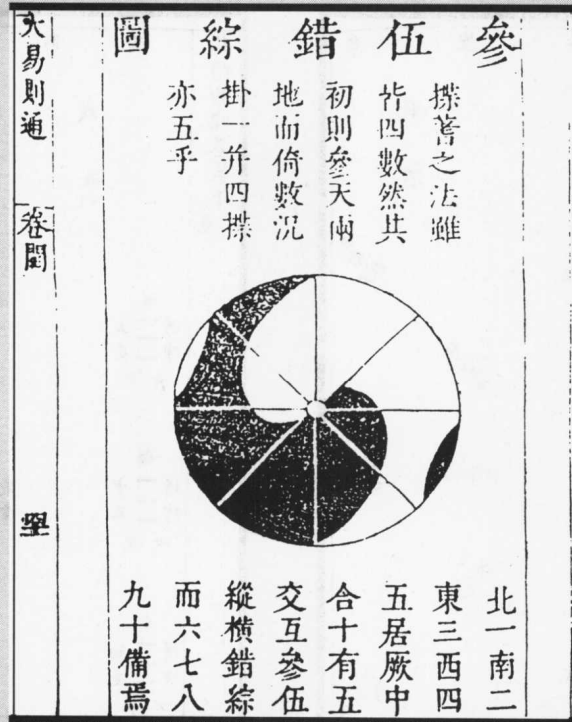 參伍錯綜圖
揲蓍之法雖
皆四數然其
初則參天兩
地而倚數況
掛一并四揲
亦五乎
北一南二
東三西四
五居厥中
合十有五
交互參伍
縱橫錯綜
而六七八
九十備焉
大易則通
卷閏